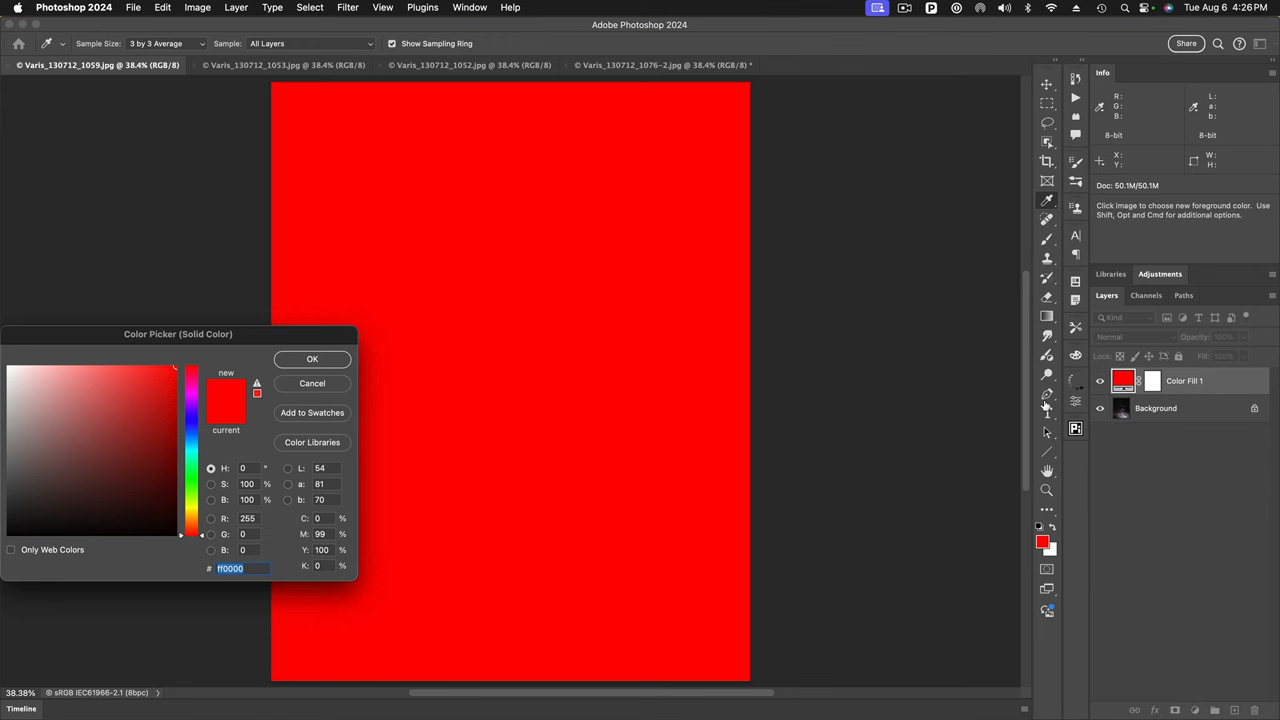 Photoshop 2024 File Edit Image Layer Type Select Filter View Plugins Window Help Tue Aug 6 4:26 PM
Adobe Photoshop 2024
Sample Size: 3 by 3 Average Sample: All Layers Show Sampling Ring Share
© Varis_130712_1059.jpg @ 38.4% (RGB/8) © Varis_130712_1053.jpg @ 38.4% (RGB/8) © Varis_130712_1052.jpg @ 38.4% (RGB/8) © Varis_130712_1076-2.jpg @ 38.4% (RGB/8) *
Info
R: L:
G: a:
B: b:
8-bit 8-bit
X: W:
Y: H:
Doc: 50.1M/50.1M
Click image to choose new foreground color. Use
Shift, Opt and Cmd for additional options.
Libraries Adjustments
Layers Channels Paths
Kind
Normal Opacity: 100%
Lock: Fill: 100%
Color Fill 1
Background
Color Picker (Solid Color)
new
current
OK
Cancel
Add to Swatches
Color Libraries
H: 0 ° L: 54
S: 100 % a: 81
B: 100 % b: 70
R: 255 C: 0 %
G: 0 M: 99 %
B: 0 Y: 100 %
# ff0000 K: 0 %
Only Web Colors
38.38% © sRGB IEC61966-2.1 (8bpc)
Timeline